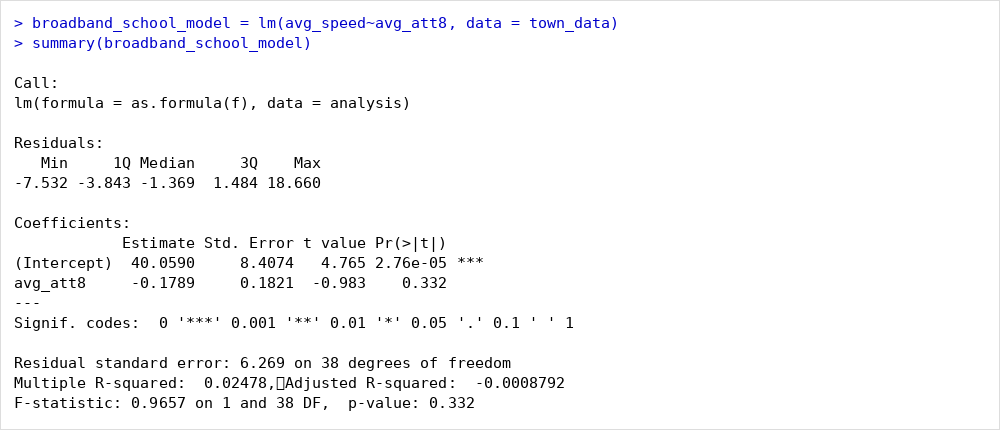 > broadband_school_model = lm(avg_speed~avg_att8, data = town_data)
> summary(broadband_school_model)

Call:
lm(formula = as.formula(f), data = analysis)

Residuals:
   Min     1Q Median     3Q    Max
-7.532 -3.843 -1.369  1.484 18.660

Coefficients:
            Estimate Std. Error t value Pr(>|t|)
(Intercept)  40.0590     8.4074   4.765 2.76e-05 ***
avg_att8     -0.1789     0.1821  -0.983    0.332
---
Signif. codes:  0 '***' 0.001 '**' 0.01 '*' 0.05 '.' 0.1 ' ' 1

Residual standard error: 6.269 on 38 degrees of freedom
Multiple R-squared:  0.02478,	Adjusted R-squared:  -0.0008792
F-statistic: 0.9657 on 1 and 38 DF,  p-value: 0.332